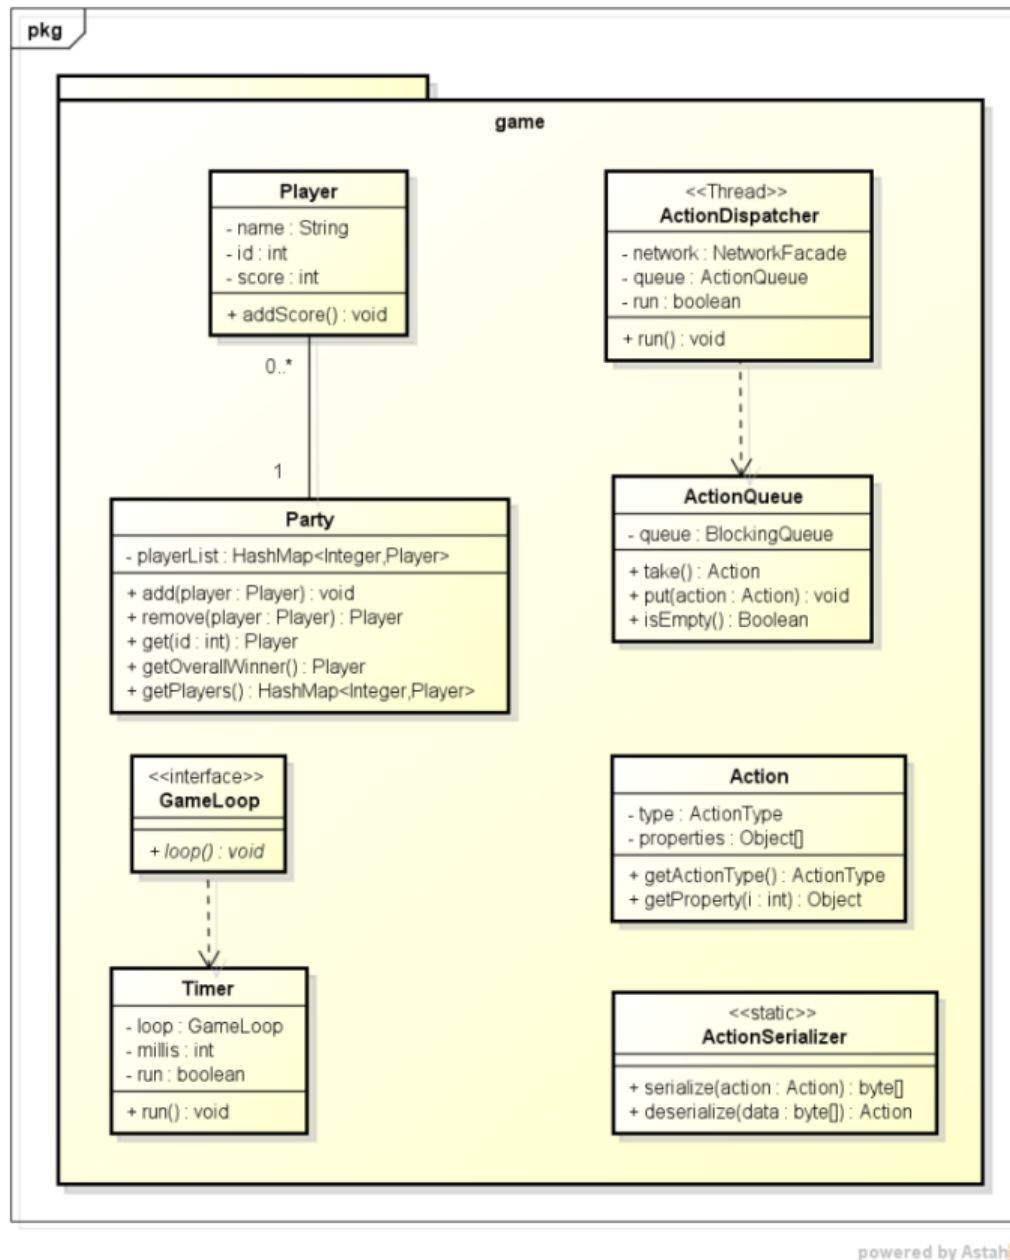 pkg
game
Player
- name : String
- id : int
- score : int
+ addScore() : void
0..*
1
Party
- playerList : HashMap<Integer,Player>
+ add(player : Player) : void
+ remove(player : Player) : Player
+ get(id : int) : Player
+ getOverallWinner() : Player
+ getPlayers() : HashMap<Integer,Player>
<<interface>>
GameLoop
+ loop() : void
Timer
- loop : GameLoop
- millis : int
- run : boolean
+ run() : void
<<Thread>>
ActionDispatcher
- network : NetworkFacade
- queue : ActionQueue
- run : boolean
+ run() : void
ActionQueue
- queue : BlockingQueue
+ take() : Action
+ put(action : Action) : void
+ isEmpty() : Boolean
Action
- type : ActionType
- properties : Object[]
+ getActionType() : ActionType
+ getProperty(i : int) : Object
<<static>>
ActionSerializer
+ serialize(action : Action) : byte[]
+ deserialize(data : byte[]) : Action
powered by Astah